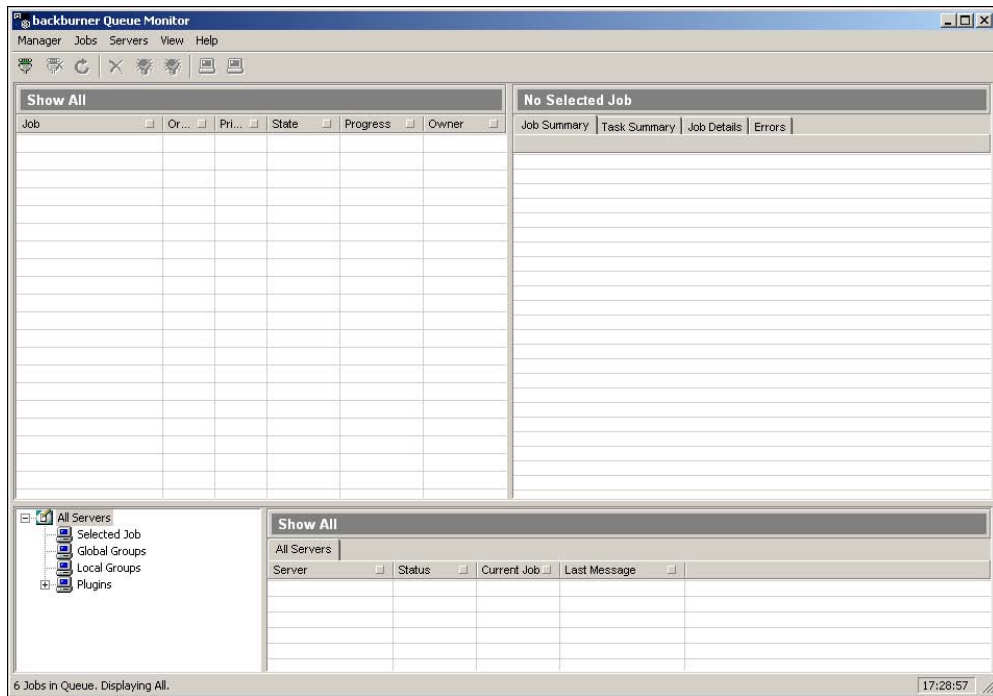 backburner Queue Monitor
Manager Jobs Servers View Help
Show All
Job Or... Pri... State Progress Owner
No Selected Job
Job Summary Task Summary Job Details Errors
All Servers
Selected Job
Global Groups
Local Groups
Plugins
Show All
All Servers
Server Status Current Job Last Message
6 Jobs in Queue. Displaying All.
17:28:57